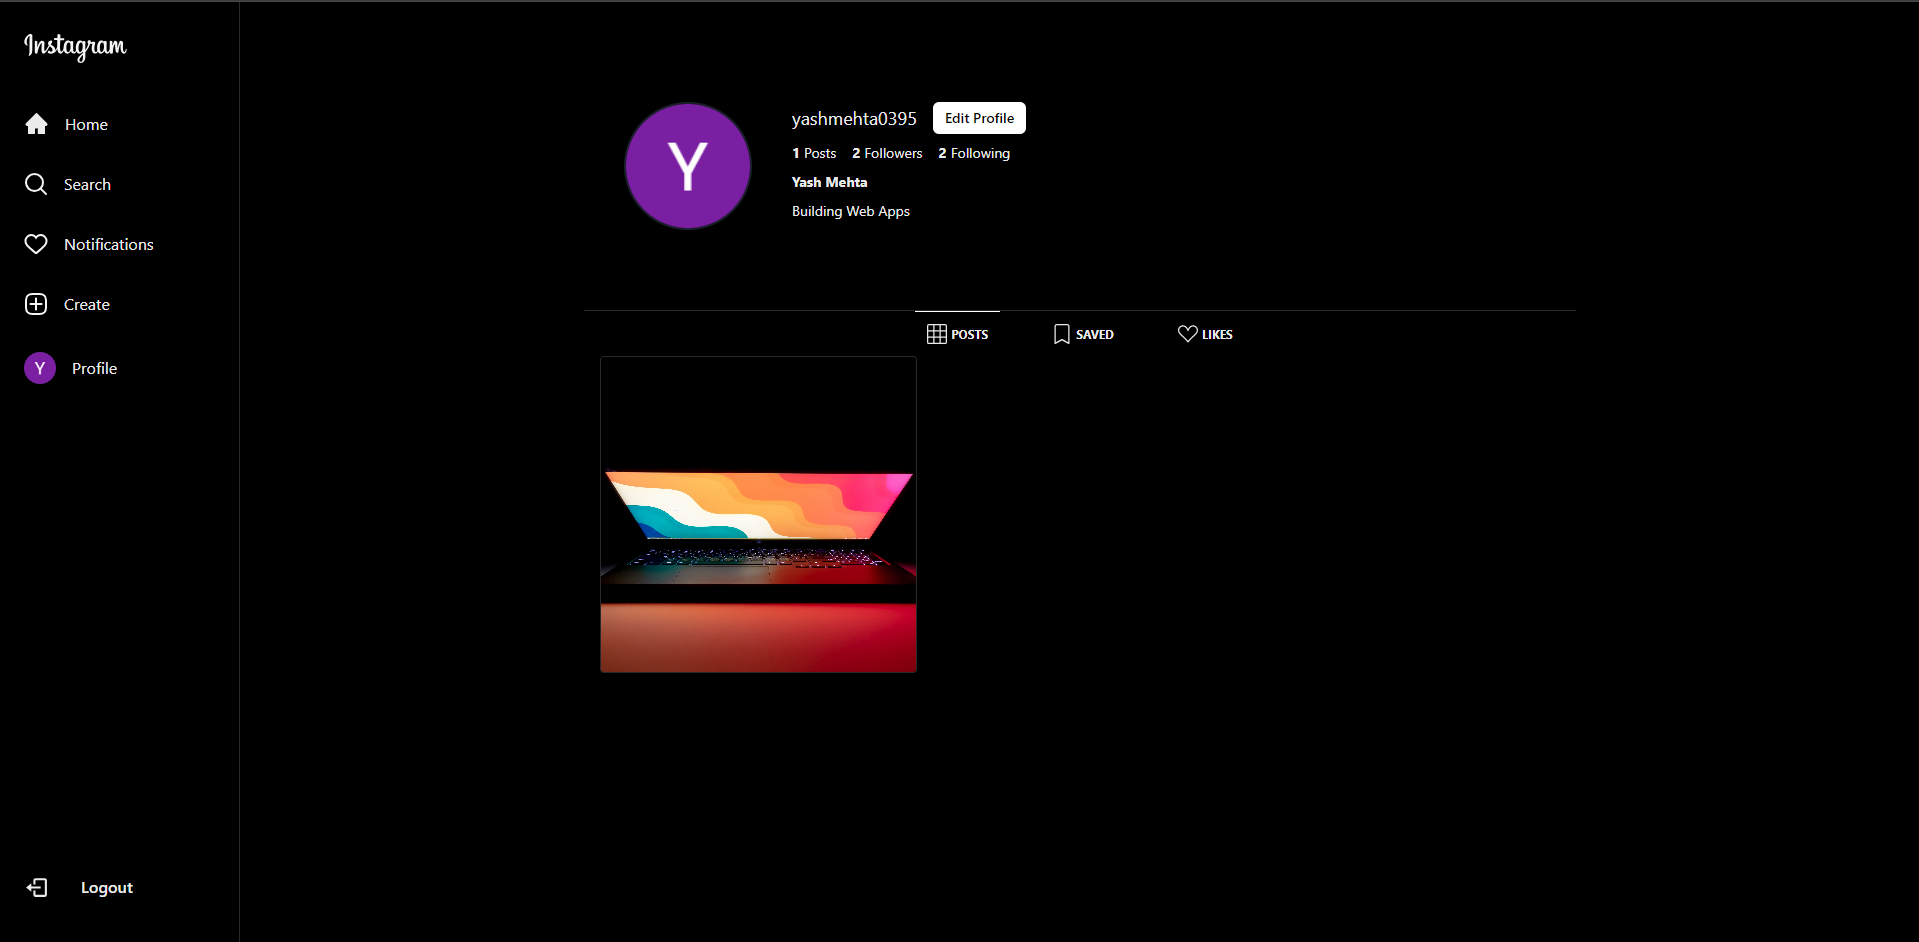 Instagram
Home
Search
Notifications
Create
Y Profile
Logout
Y
yashmehta0395 Edit Profile
1 Posts 2 Followers 2 Following
Yash Mehta
Building Web Apps
POSTS SAVED LIKES